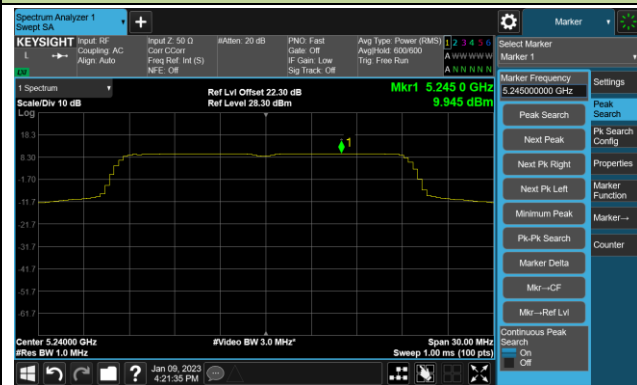 Spectrum Analyzer 1
Swept SA
Marker
KEYSIGHT
L
Input: RF
Coupling: AC
Align: Auto
Input Z: 50 Ω
Corr CCorr
Freq Ref: Int (S)
NFE: Off
#Atten: 20 dB
PNO: Fast
Gate: Off
IF Gain: Low
Sig Track: Off
Avg Type: Power (RMS)
Avg|Hold: 600/600
Trig: Free Run
1 2 3 4 5 6
A W W W W W
A N N N N N
Select Marker
Marker 1
1 Spectrum
Scale/Div 10 dB
Log
Ref Lvl Offset 22.30 dB
Ref Level 28.30 dBm
Mkr1 5.245 0 GHz
9.945 dBm
Marker Frequency
5.245000000 GHz
Settings
Peak Search
Next Peak
Next Pk Right
Next Pk Left
Minimum Peak
Pk-Pk Search
Marker Delta
Mkr→CF
Mkr→Ref Lvl
Continuous Peak
Search
On
Off
Peak
Search
Pk Search
Config
Properties
Marker
Function
Marker→
Counter
1
18.3
8.30
-1.70
-11.7
-21.7
-31.7
-41.7
-51.7
-61.7
Center 5.24000 GHz
#Res BW 1.0 MHz
#Video BW 3.0 MHz*
Span 30.00 MHz
Sweep 1.00 ms (100 pts)
?
Jan 09, 2023
4:21:35 PM